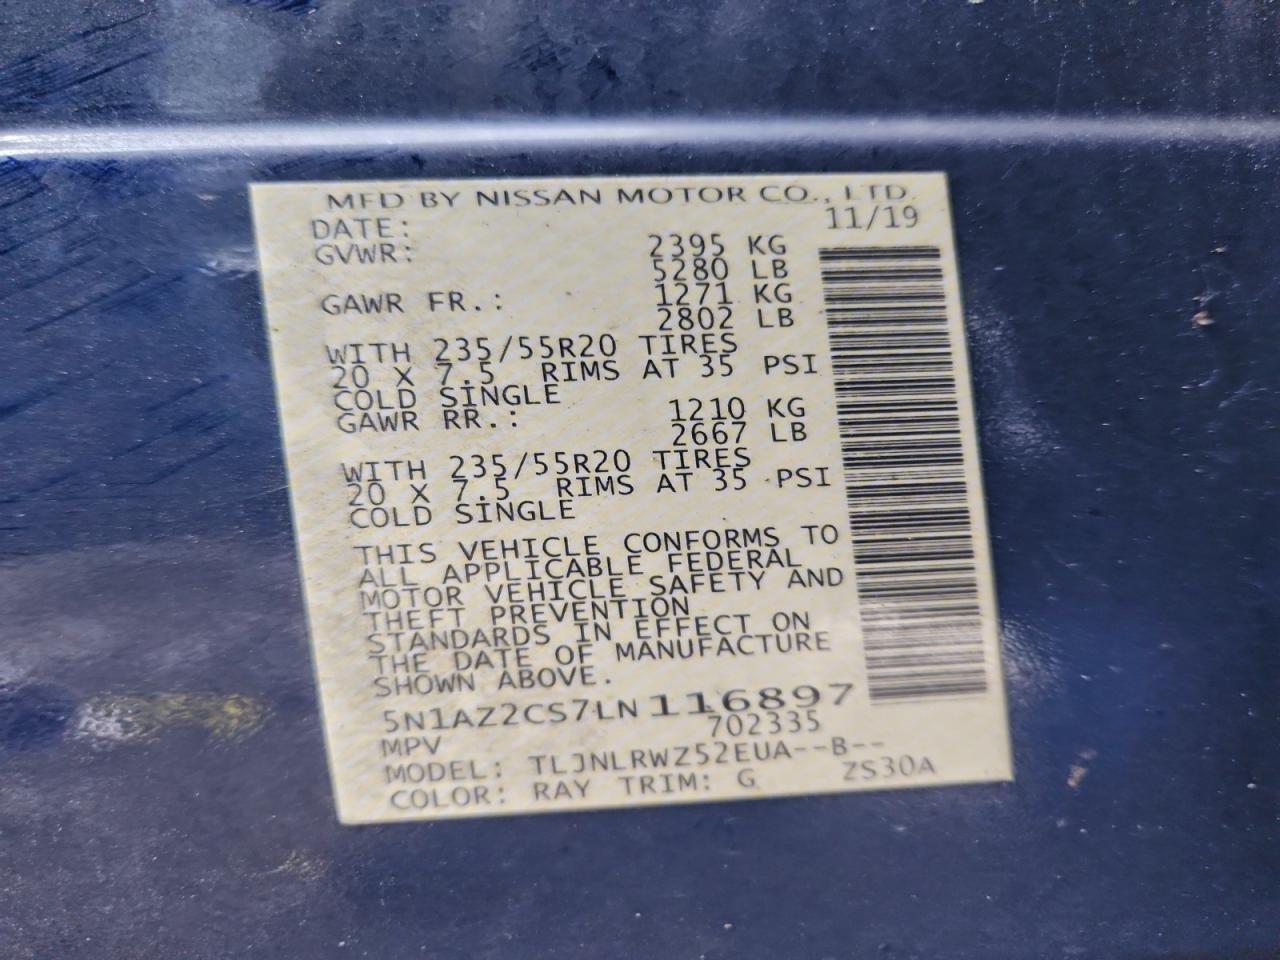 MFD BY NISSAN MOTOR CO., LTD.
DATE: 11/19
GVWR: 2395 KG
5280 LB
GAWR FR.: 1271 KG
2802 LB
WITH 235/55R20 TIRES
20 X 7.5 RIMS AT 35 PSI
COLD SINGLE
GAWR RR.: 1210 KG
2667 LB
WITH 235/55R20 TIRES
20 X 7.5 RIMS AT 35 PSI
COLD SINGLE
THIS VEHICLE CONFORMS TO
ALL APPLICABLE FEDERAL
MOTOR VEHICLE SAFETY AND
THEFT PREVENTION
STANDARDS IN EFFECT ON
THE DATE OF MANUFACTURE
SHOWN ABOVE.
5N1AZ2CS7LN116897
702335
MPV
MODEL: TLJNLRWZ52EUA--B--
COLOR: RAY TRIM: G ZS30A